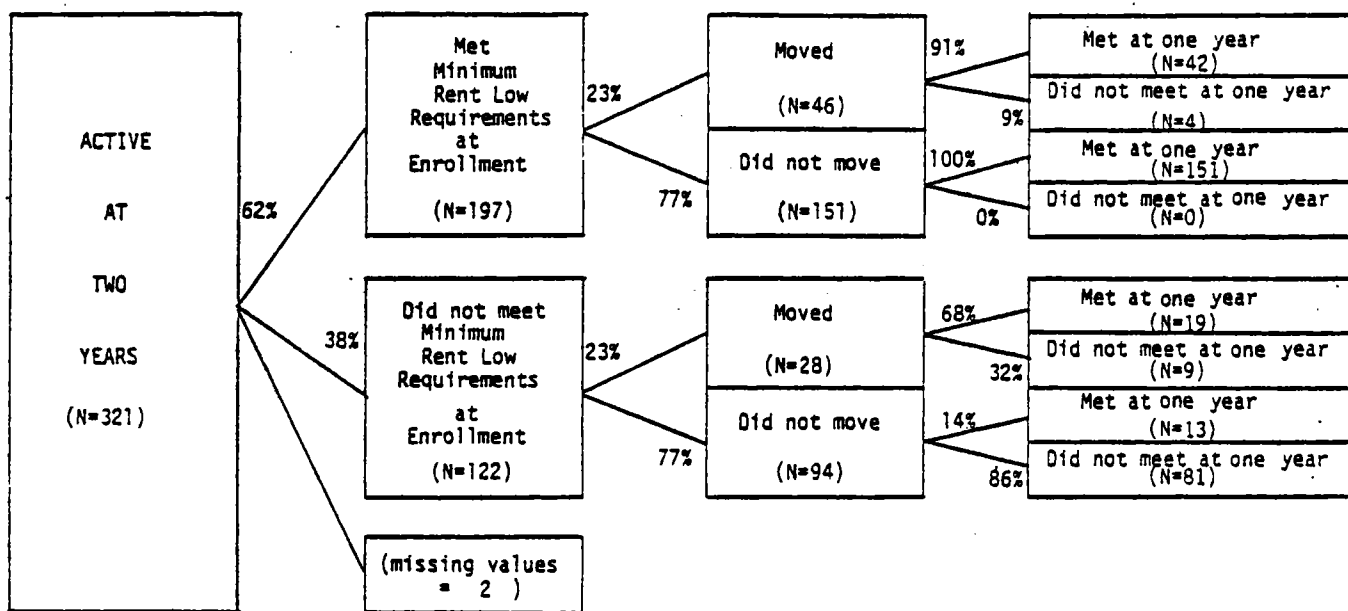 ACTIVE
AT
TWO
YEARS
(N=321)
62%
38%
Met
Minimum
Rent Low
Requirements
at
Enrollment
(N=197)
23%
77%
Moved
(N=46)
Did not move
(N=151)
91%
9%
100%
0%
Met at one year
(N=42)
Did not meet at one year
(N=4)
Met at one year
(N=151)
Did not meet at one year
(N=0)
Did not meet
Minimum
Rent Low
Requirements
at
Enrollment
(N=122)
23%
77%
Moved
(N=28)
Did not move
(N=94)
68%
32%
14%
86%
Met at one year
(N=19)
Did not meet at one year
(N=9)
Met at one year
(N=13)
Did not meet at one year
(N=81)
(missing values
= 2 )